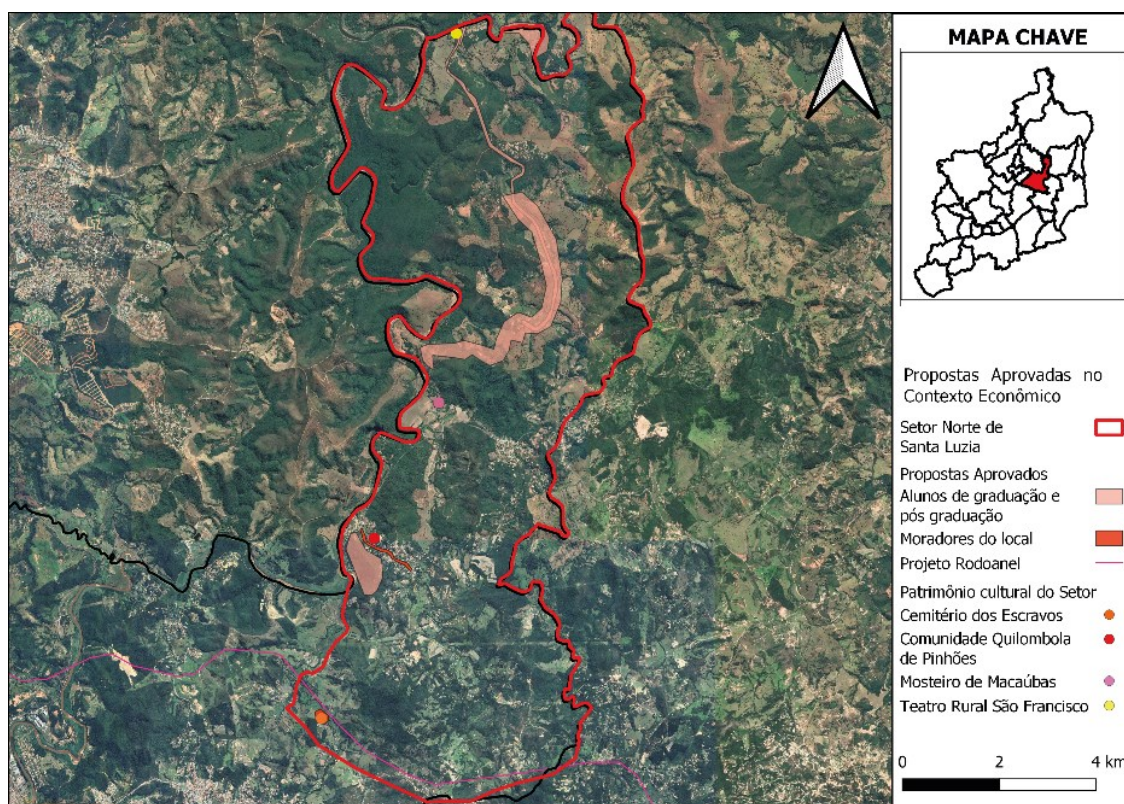 MAPA CHAVE
Propostas Aprovadas no
Contexto Econômico
Setor Norte de
Santa Luzia
Propostas Aprovados
Alunos de graduação e
pós graduação
Moradores do local
Projeto Rodoanel
Patrimônio cultural do Setor
Cemitério dos Escravos
Comunidade Quilombola
de Pinhões
Mosteiro de Macaúbas
Teatro Rural São Francisco
0 2 4 km